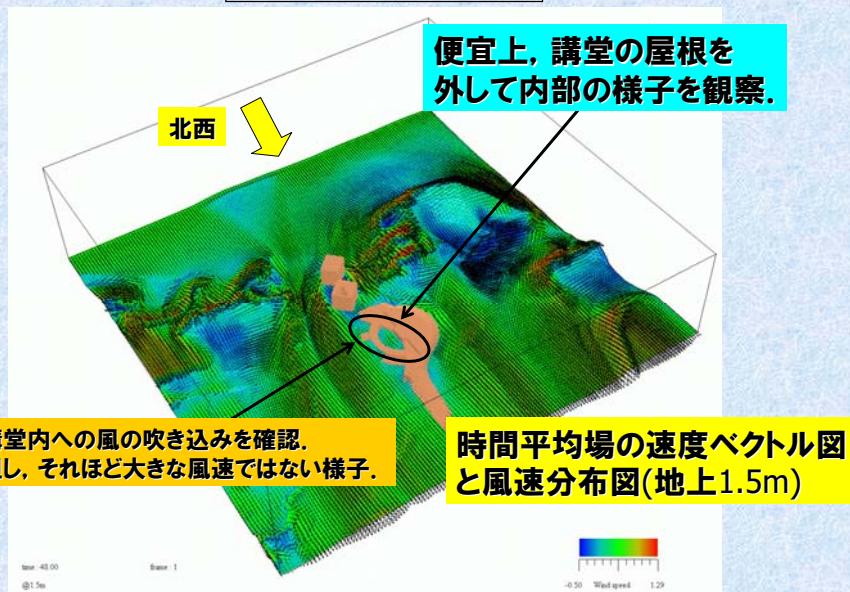 便宜上，講堂の屋根を
外して内部の様子を観察．
北西
堂内への風の吹き込みを確認．
し，それほど大きな風速ではない様子．
時間平均場の速度ベクトル図
と風速分布図(地上1.5m)
time : 48.00
frame : 1
@1.5m
-0.50 Wind speed 1.29